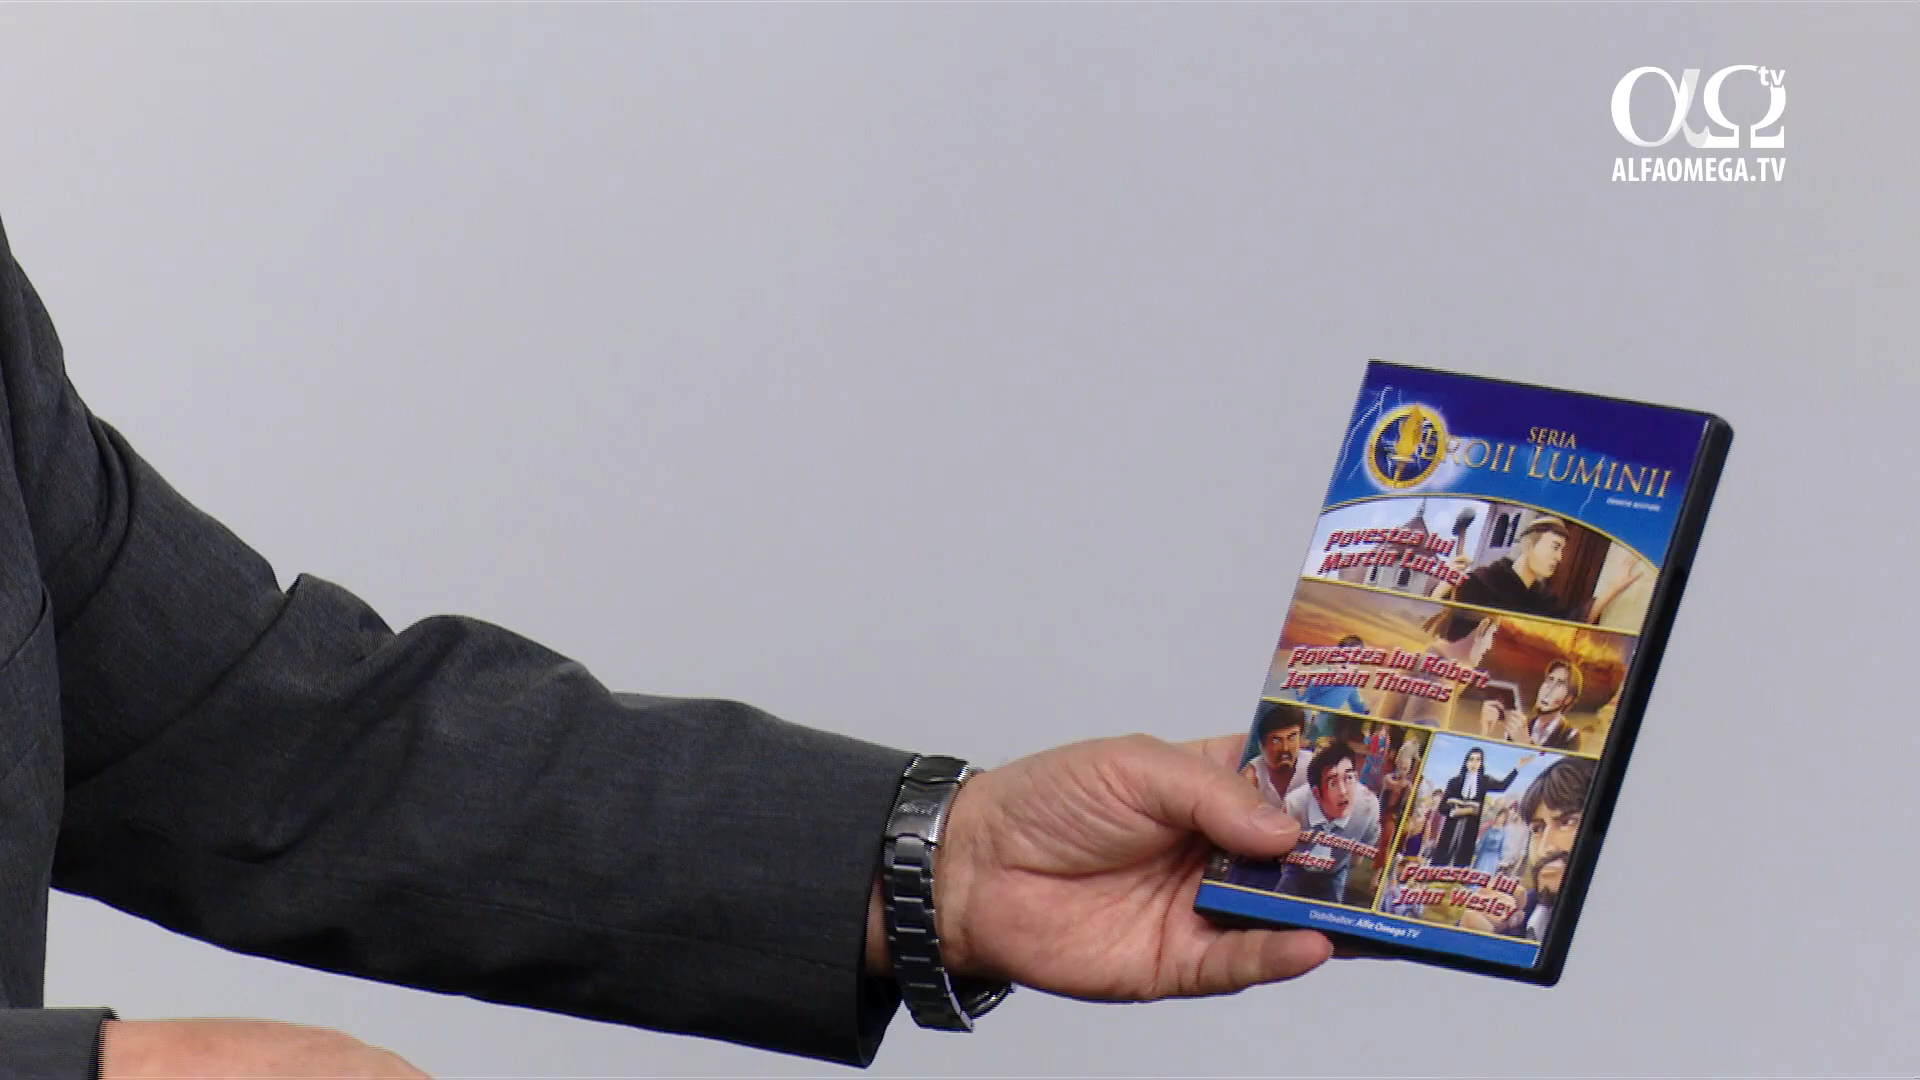 αΩ tv
ALFAOMEGA.TV
SERIA
EROII LUMINII
Povestea lui
Martin Luther
Povestea lui Robert
Jermain Thomas
Adoniram
Povestea lui
John Wesley
Distribuitor: Alfa Omega TV